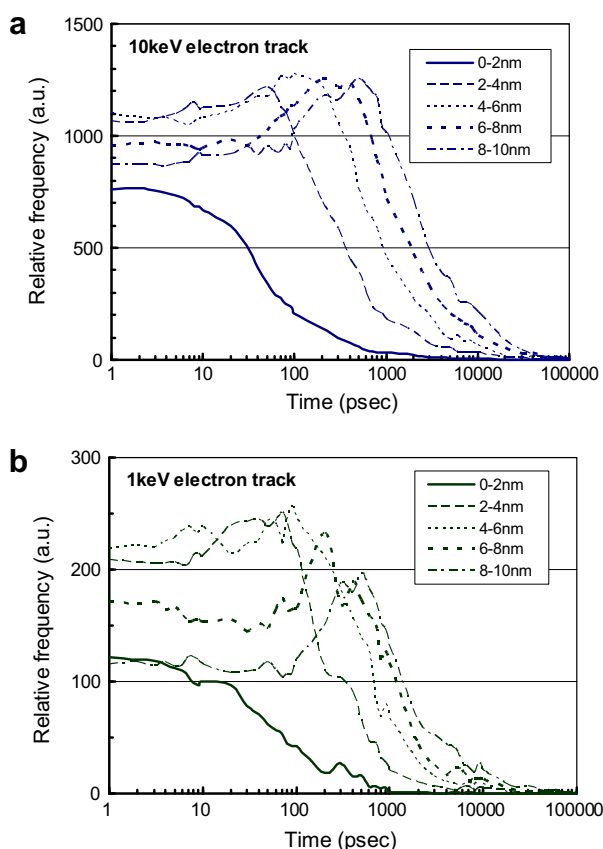 a
1500
1000
500
0
Relative frequency (a.u.)
10keV electron track
0-2nm
2-4nm
4-6nm
6-8nm
8-10nm
1 10 100 1000 10000 100000
Time (psec)
b
300
200
100
0
Relative frequency (a.u.)
1keV electron track
0-2nm
2-4nm
4-6nm
6-8nm
8-10nm
1 10 100 1000 10000 100000
Time (psec)